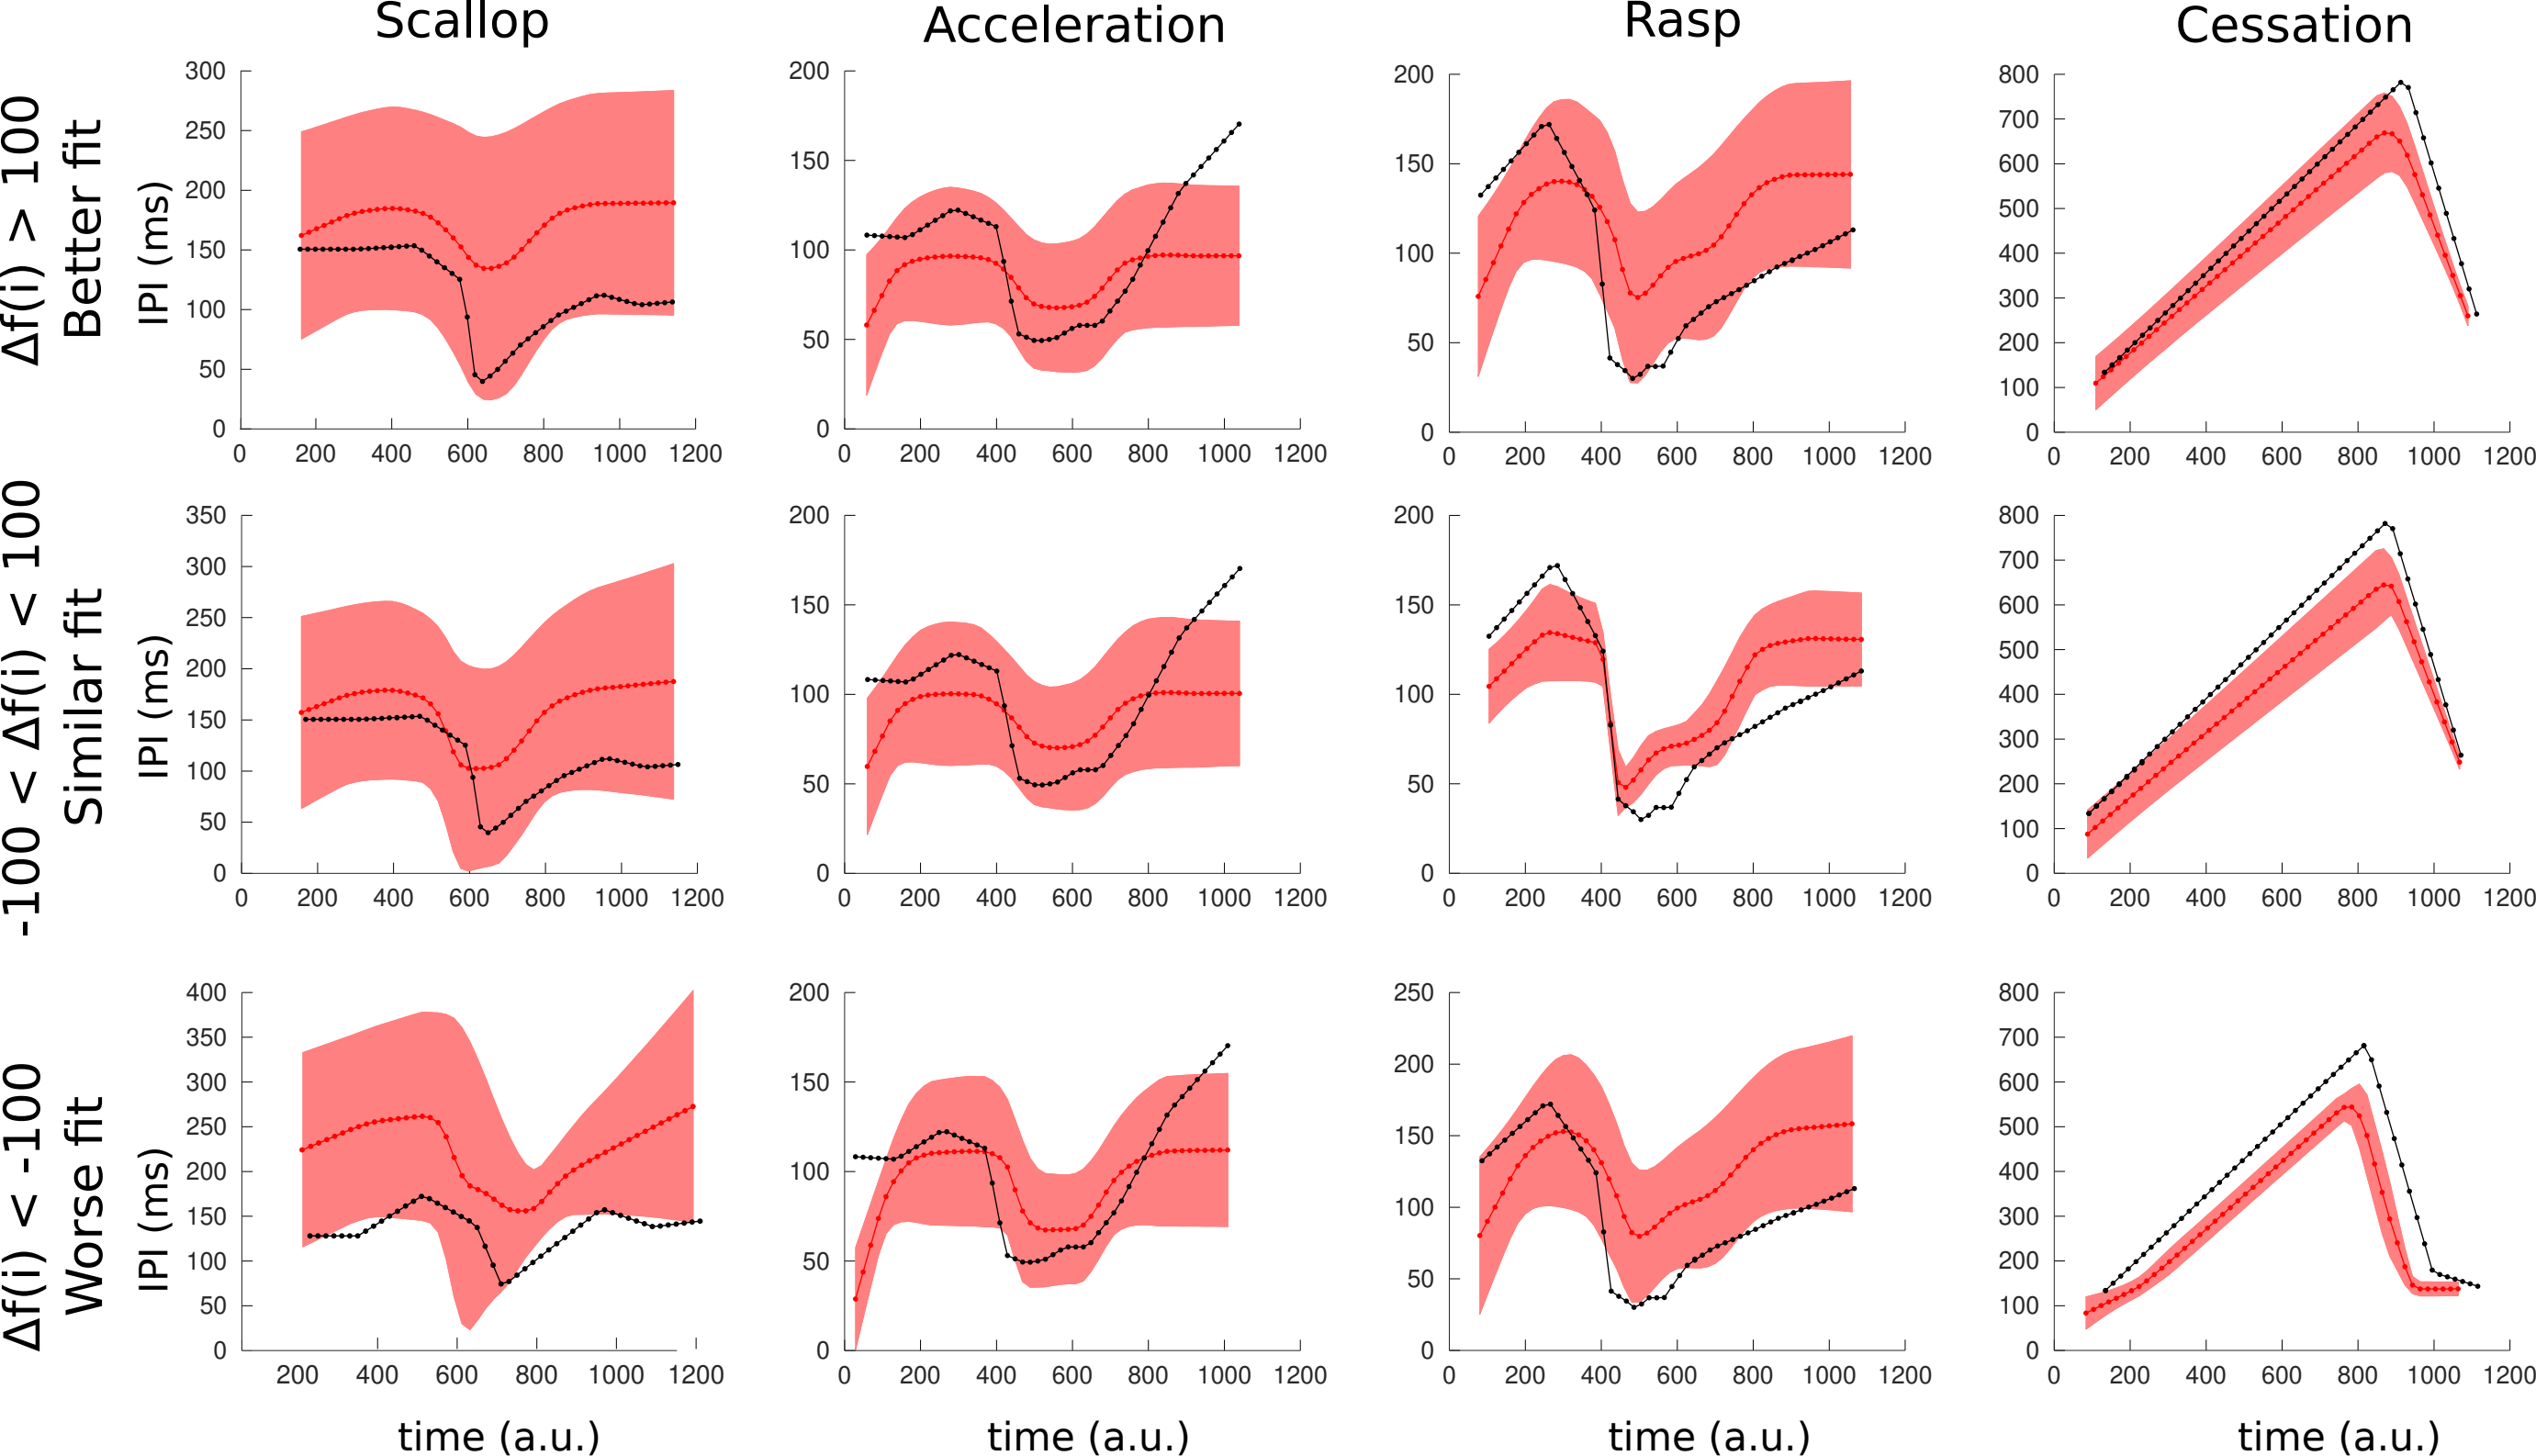 Scallop
Acceleration
Rasp
Cessation
Δf(i) > 100
Better fit
IPI (ms)
300
250
200
150
100
50
0
0 200 400 600 800 1000 1200
200
150
100
50
0
0 200 400 600 800 1000 1200
200
150
100
50
0
0 200 400 600 800 1000 1200
800
700
600
500
400
300
200
100
0
0 200 400 600 800 1000 1200
-100 < Δf(i) < 100
Similar fit
IPI (ms)
350
300
250
200
150
100
50
0
0 200 400 600 800 1000 1200
200
150
100
50
0
0 200 400 600 800 1000 1200
200
150
100
50
0
0 200 400 600 800 1000 1200
800
700
600
500
400
300
200
100
0
0 200 400 600 800 1000 1200
Δf(i) < -100
Worse fit
IPI (ms)
400
350
300
250
200
150
100
50
0
200 400 600 800 1000 1200
time (a.u.)
200
150
100
50
0
0 200 400 600 800 1000 1200
time (a.u.)
250
200
150
100
50
0
0 200 400 600 800 1000 1200
time (a.u.)
800
700
600
500
400
300
200
100
0
0 200 400 600 800 1000 1200
time (a.u.)